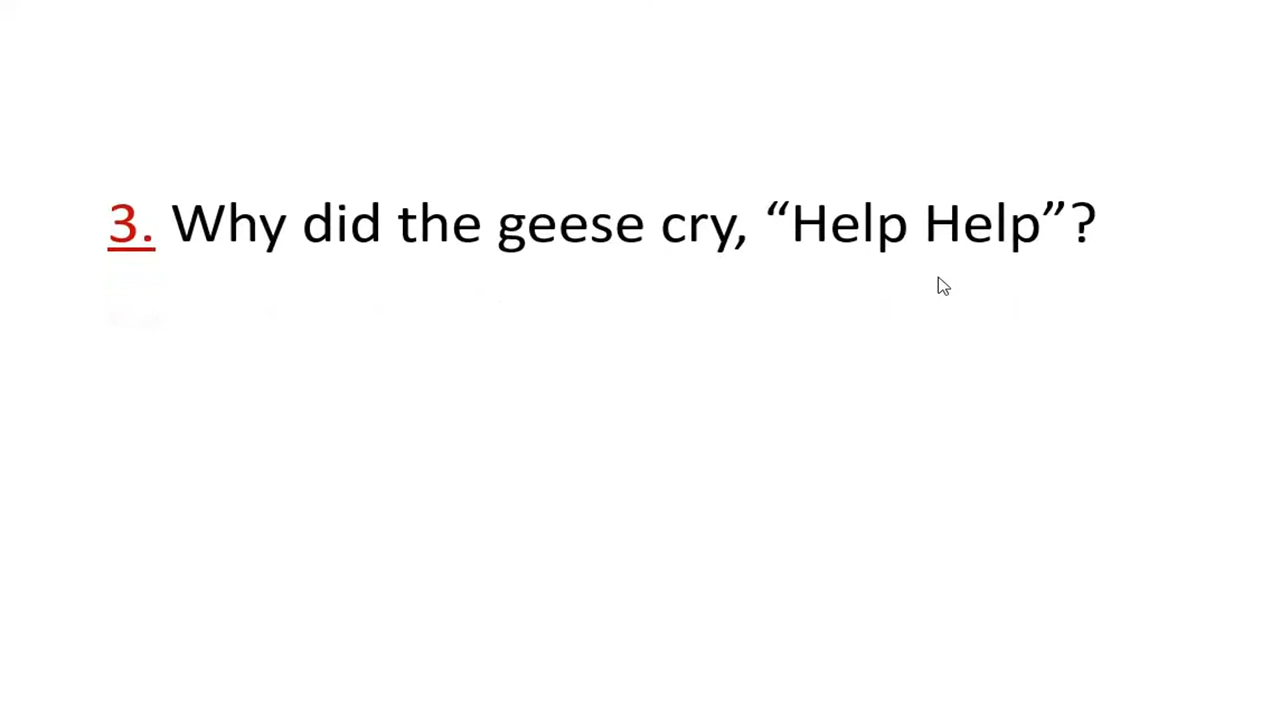 3. Why did the geese cry, “Help Help”?